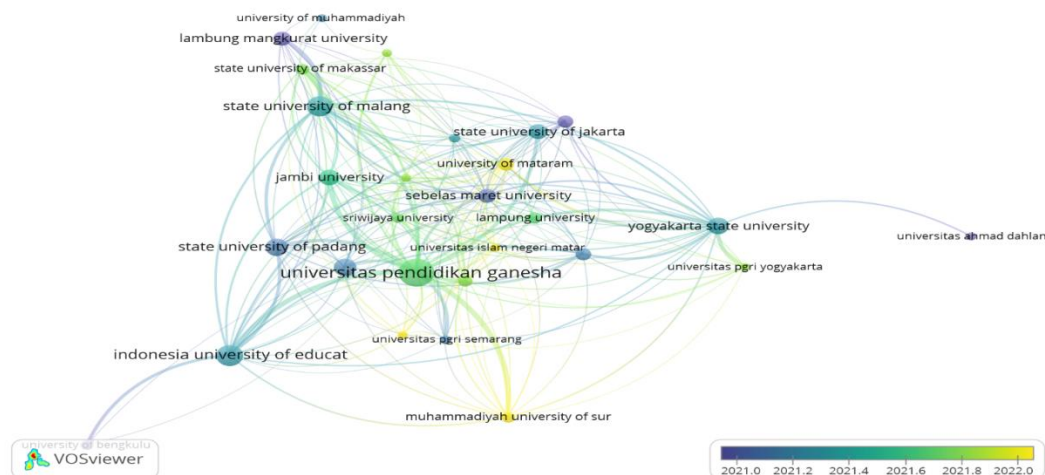 university of muhammadiyah
lambung mangkurat university
state university of makassar
state university of malang
state university of jakarta
university of mataram
jambi university
sebelas maret university
sriwijaya university
lampung university
yogyakarta state university
universitas ahmad dahlan
state university of padang
universitas islam negeri matar
universitas pendidikan ganesha
universitas pgri yogyakarta
universitas pgri semarang
indonesia university of educat
muhammadiyah university of sur
university of bengkulu
VOSviewer
2021.0 2021.2 2021.4 2021.6 2021.8 2022.0